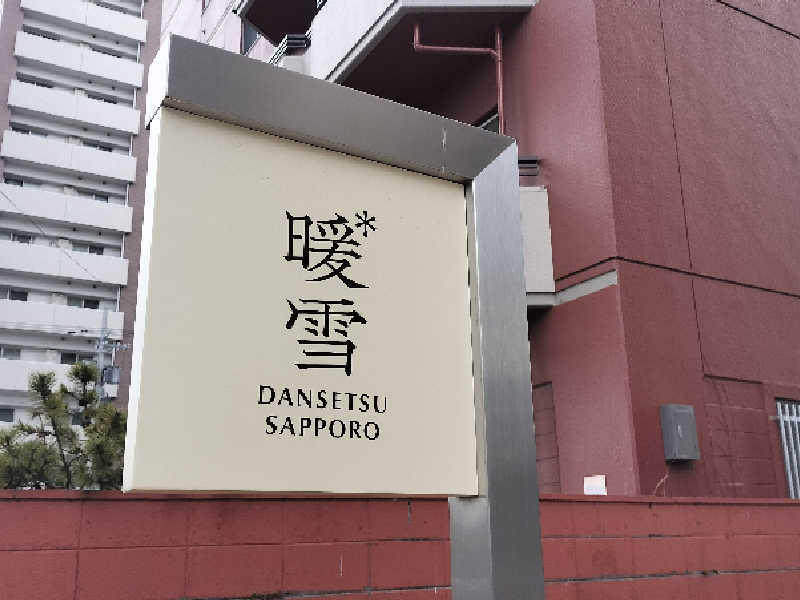 暖*
雪
DANSETSU
SAPPORO